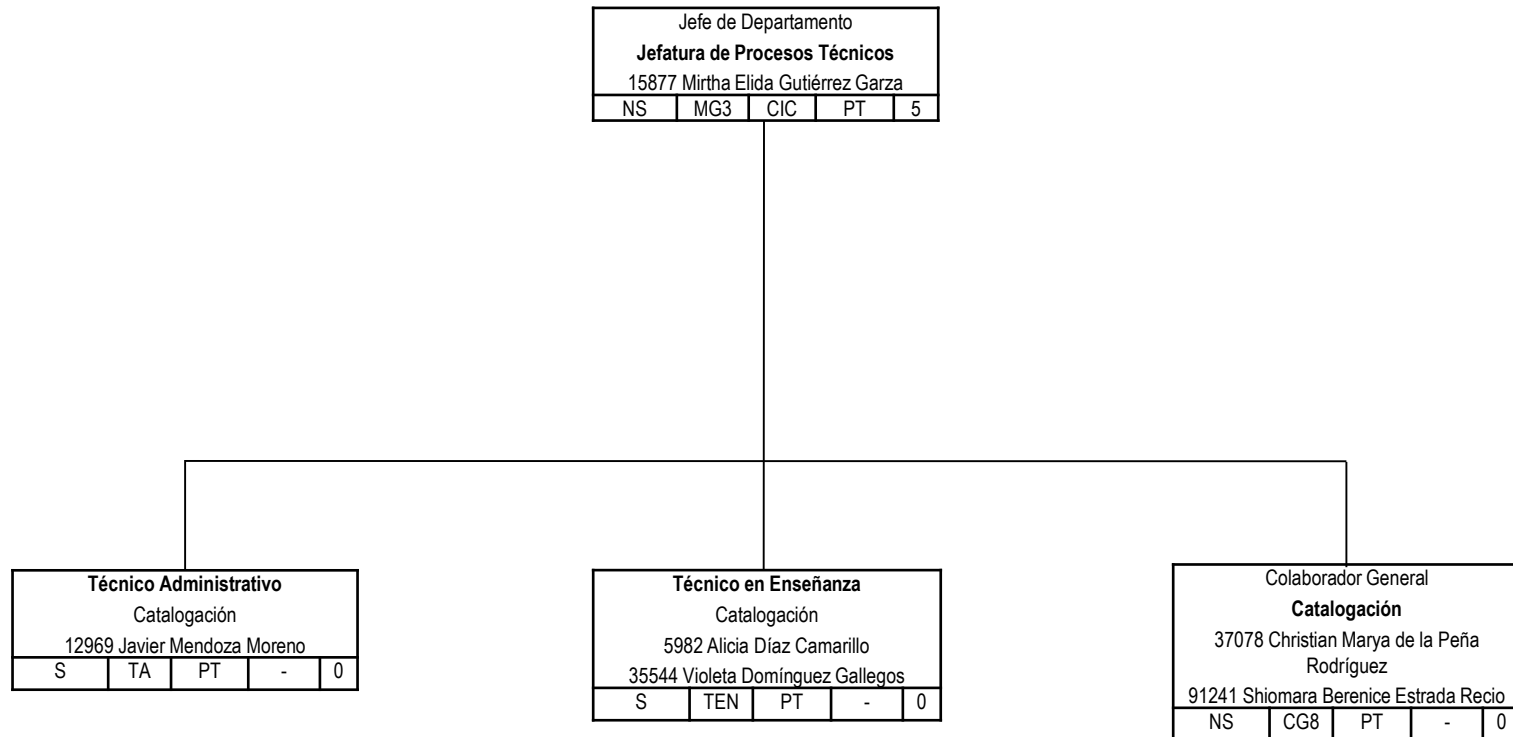 Jefe de Departamento
Jefatura de Procesos Técnicos
15877 Mirtha Elida Gutiérrez Garza
NS MG3 CIC PT 5
Técnico Administrativo
Catalogación
12969 Javier Mendoza Moreno
S TA PT - 0
Técnico en Enseñanza
Catalogación
5982 Alicia Díaz Camarillo
35544 Violeta Domínguez Gallegos
S TEN PT - 0
Colaborador General
Catalogación
37078 Christian Marya de la Peña
Rodríguez
91241 Shiomara Berenice Estrada Recio
NS CG8 PT - 0